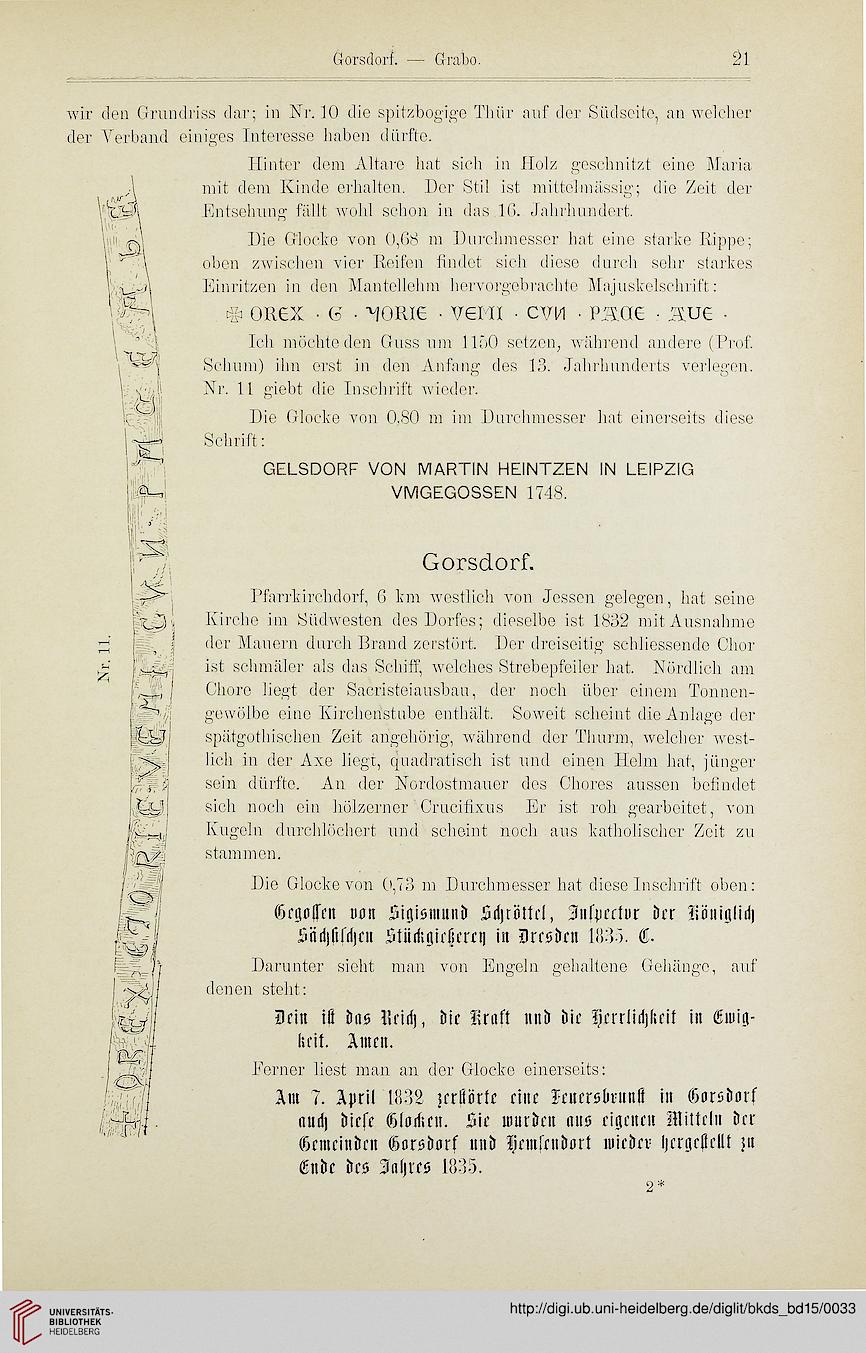 Gorsdorf. — Grabo. 21
wir den Grundriss dar; in Nr. 10 die spitzbogige Thür auf der Südseite, an welcher
der Verband einiges Interesse haben dürfte.
Hinter dem Altare hat sich in Holz geschnitzt eine Maria
mit dem Kinde erhalten. Der Stil ist mittelmässig; die Zeit der
Entsehung fällt wohl schon in das 16. Jahrhundert.
Die Glocke von 0,68 m Durchmesser hat eine starke Rippe;
oben zwischen vier Reifen findet sich diese durch sehr starkes
Einritzen in den Mantellehm hervorgebrachte Majuskelschrift:
✠ OREX · G · MORIE · VENII · CVN · PACE · AUE ·
Ich möchte den Guss um 1150 setzen, während andere (Prof.
Schum) ihn erst in den Anfang des 13. Jahrhunderts verlegen.
Nr. 11 giebt die Inschrift wieder.
Die Glocke von 0,80 m im Durchmesser hat einerseits diese
Schrift:
GELSDORF VON MARTIN HEINTZEN IN LEIPZIG
VMGEGOSSEN 1748.
Gorsdorf.
Pfarrkirchdorf, 6 km westlich von Jessen gelegen, hat seine
Kirche im Südwesten des Dorfes; dieselbe ist 1832 mit Ausnahme
der Mauern durch Brand zerstört. Der dreiseitig schliessende Chor
ist schmäler als das Schiff, welches Strebepfeiler hat. Nördlich am
Chore liegt der Sacristeiausbau, der noch über einem Tonnen-
gewölbe eine Kirchenstube enthält. Soweit scheint die Anlage der
spätgothischen Zeit angehörig, während der Thurm, welcher west-
lich in der Axe liegt, quadratisch ist und einen Helm hat, jünger
sein dürfte. An der Nordostmauer des Chores aussen befindet
sich noch ein hölzerner Crucifixus Er ist roh gearbeitet, von
Kugeln durchlöchert und scheint noch aus katholischer Zeit zu
stammen.
Die Glocke von 0,73 m Durchmesser hat diese Inschrift oben:
Gegossen von Sigismund Schröttel, Inspector der Königlich
Sächsischen Stückgießerey in Dresden 1835. C.
Darunter sieht man von Engeln gehaltene Gehänge, auf
denen steht:
Dein ist das Reich, die Kraft und die Herrlichkeit in Ewig-
keit. Amen.
Ferner liest man an der Glocke einerseits:
Am 7. April 1832 zerstörte eine Feuersbrunst in Gorsdorf
auch diese Glocken. Sie wurden aus eigenen Mitteln der
Gemeinden Gorsdorf und Hemsendorf wieder hergestellt zu
Ende des Jahres 1835.
2*
Nr. 11.
UNIVERSITÄTS-
BIBLIOTHEK
HEIDELBERG
http://digi.ub.uni-heidelberg.de/diglit/bkds_bd15/0033